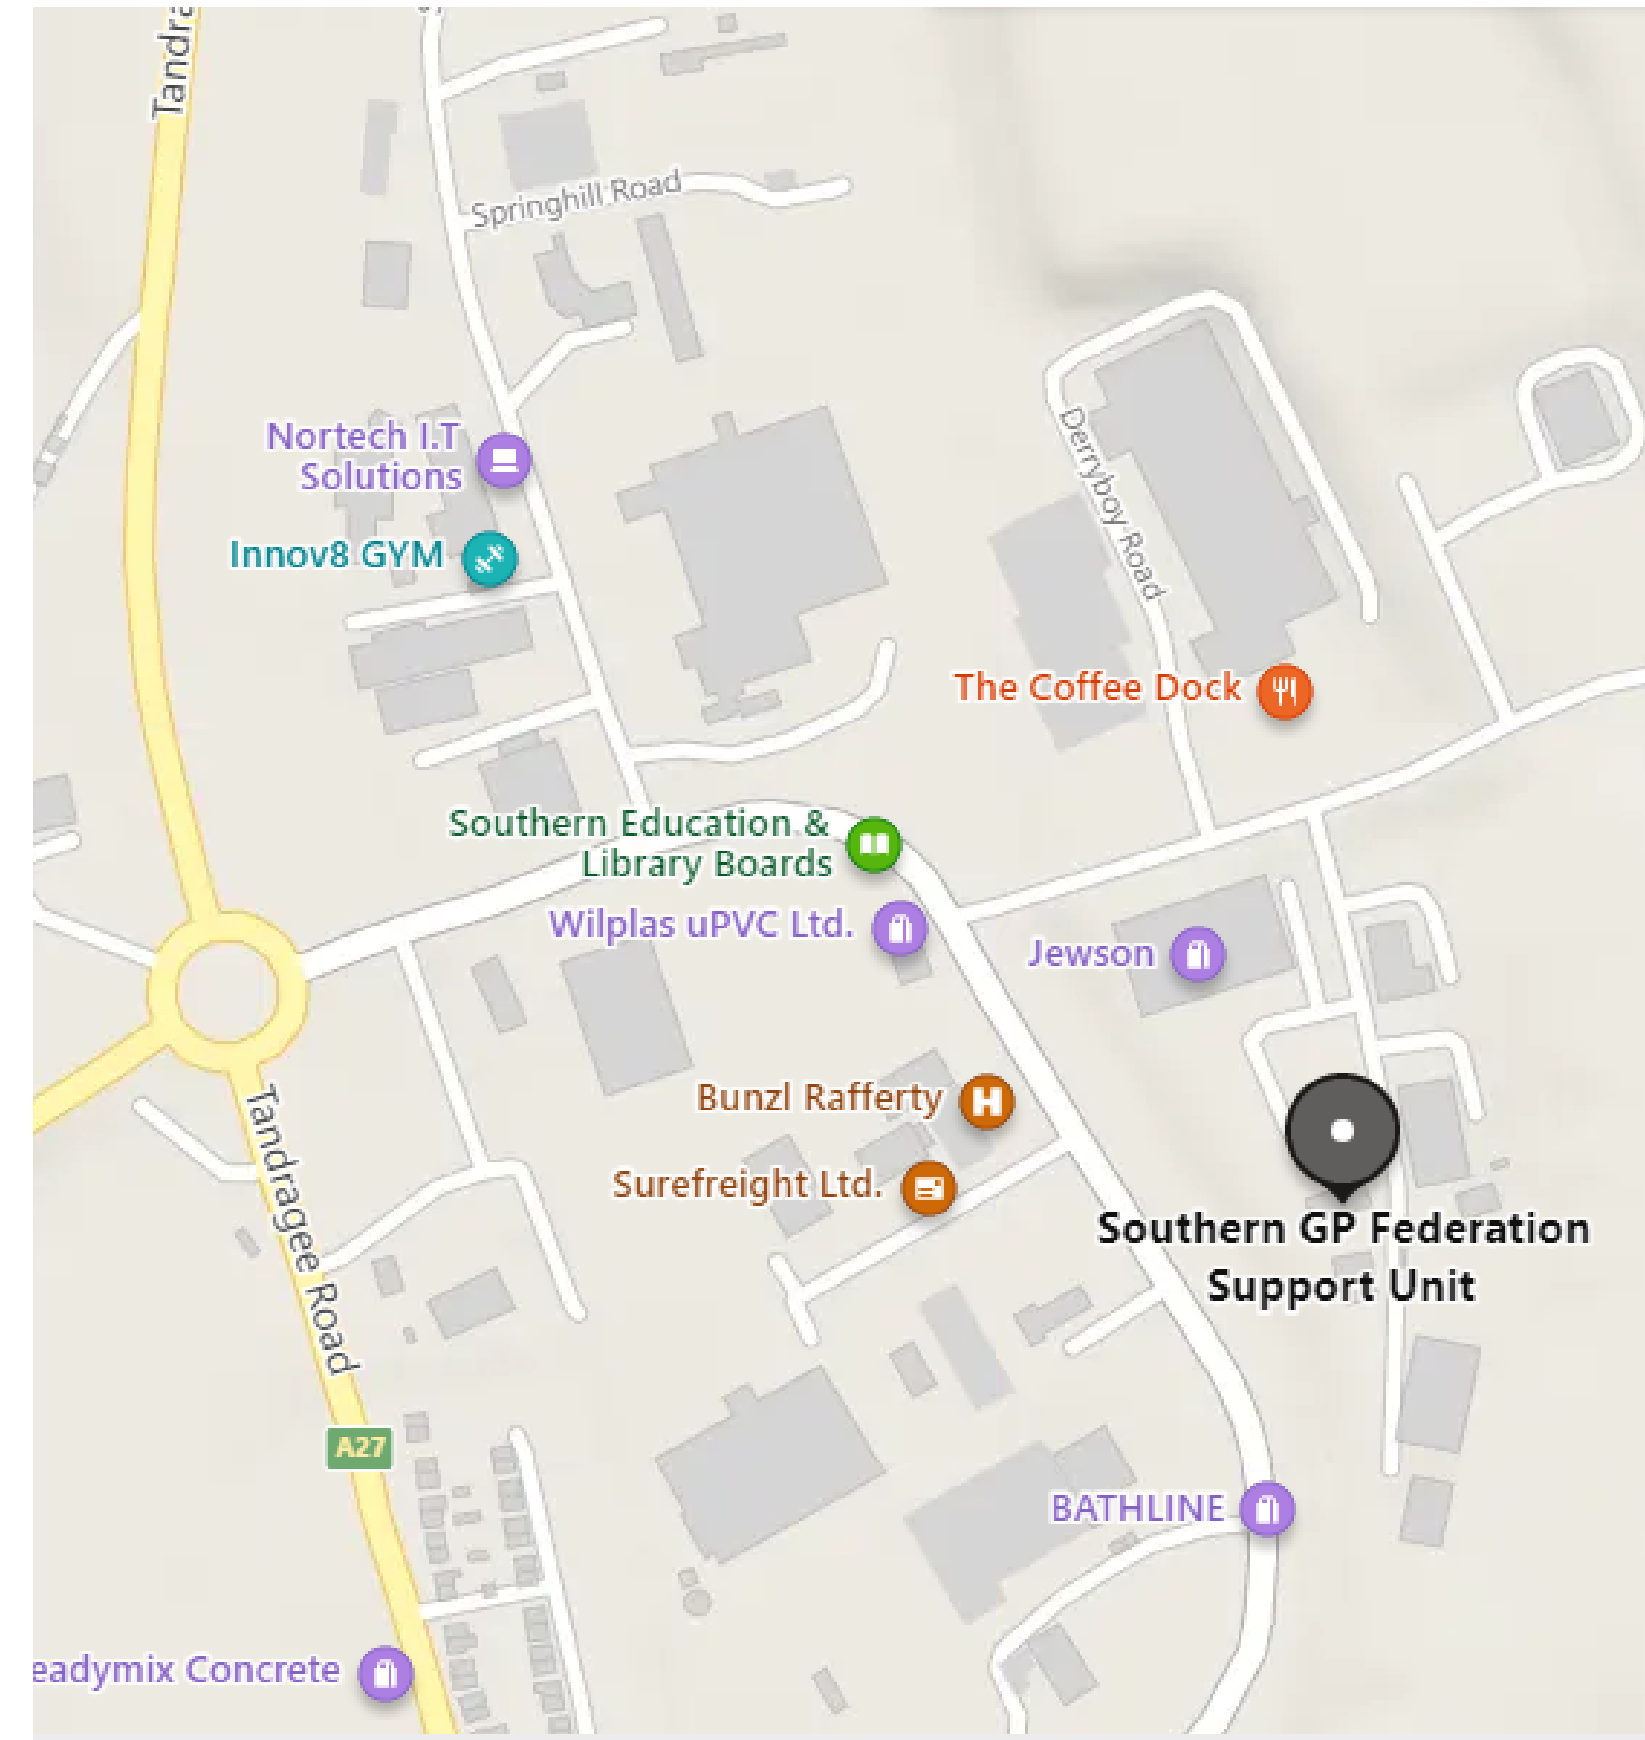 Tandra
Springhill Road
Nortech I.T
Solutions
Innov8 GYM
Derryboy Road
The Coffee Dock
Southern Education &
Library Boards
Wilplas uPVC Ltd.
Jewson
Bunzl Rafferty
Surefreight Ltd.
Tandragee Road
Southern GP Federation
Support Unit
A27
BATHLINE
eadymix Concrete